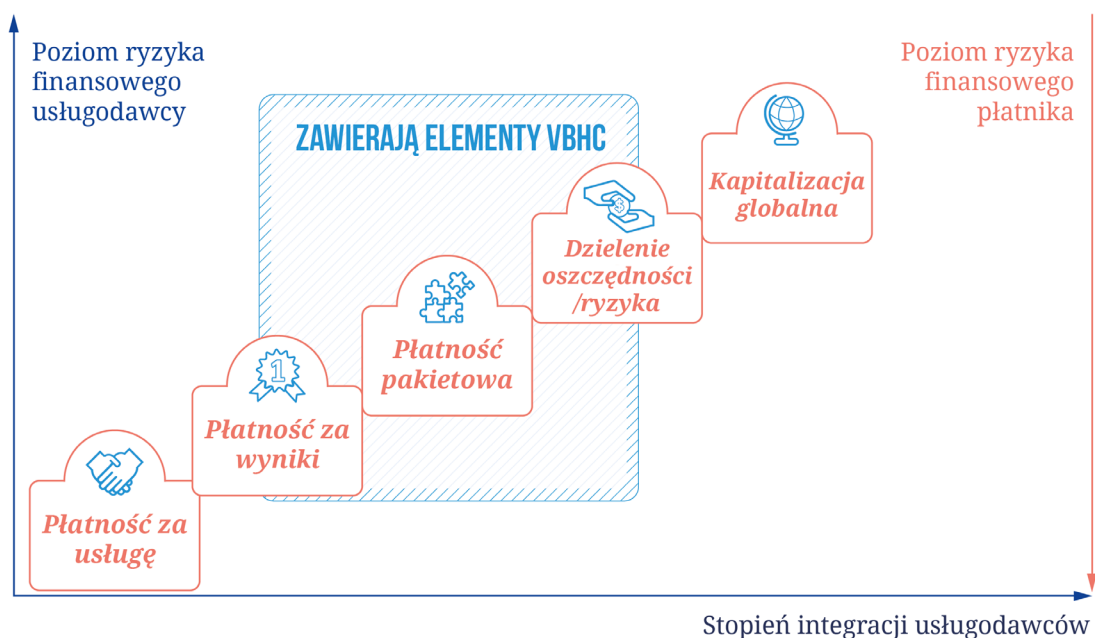 Poziom ryzyka
finansowego
usługodawcy
Poziom ryzyka
finansowego
płatnika
ZAWIERAJĄ ELEMENTY VBHC
Kapitalizacja
globalna
$
Dzielenie
oszczędności
/ryzyka
Płatność
pakietowa
1
Płatność za
wyniki
Płatność za
usługę
Stopień integracji usługodawców